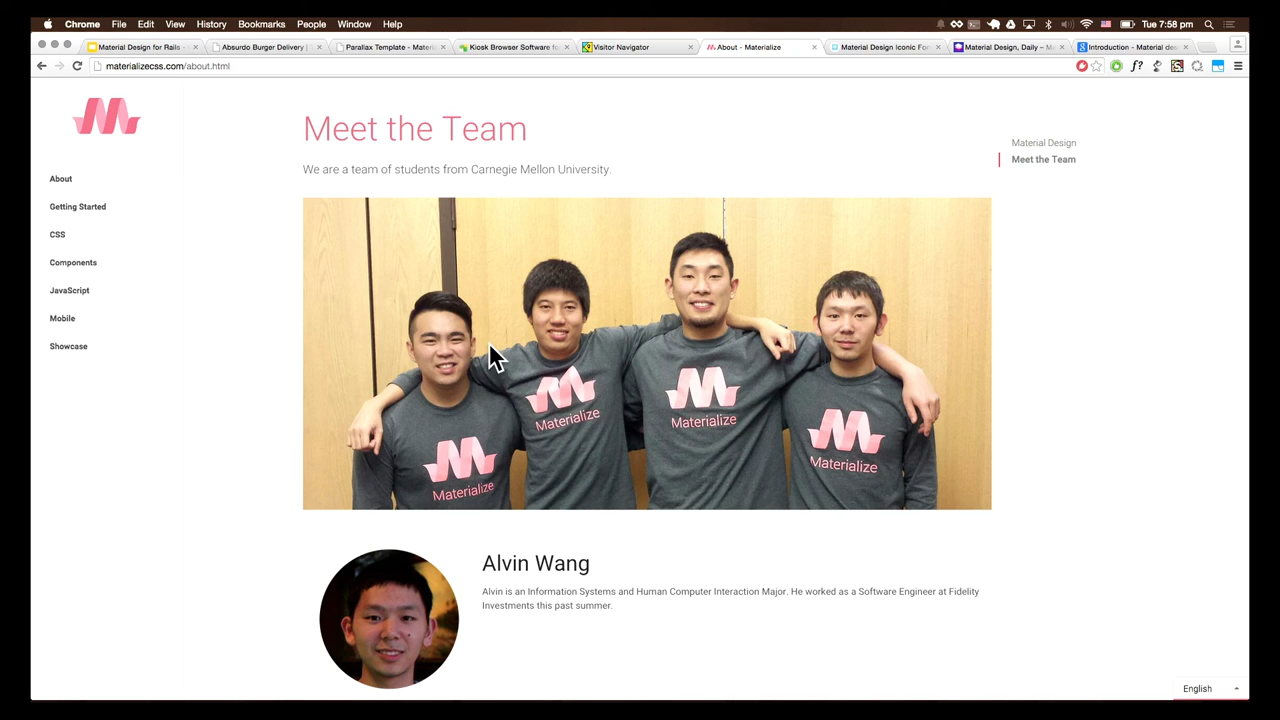 Chrome File Edit View History Bookmarks People Window Help Tue 7:58 pm
Material Design for Rails - Absurdo Burger Delivery | Parallax Template - Materia Kiosk Browser Software fo Visitor Navigator About - Materialize Material Design Iconic Fon Material Design, Daily – M Introduction - Material des
materializecss.com/about.html
Meet the Team
We are a team of students from Carnegie Mellon University.
Material Design
Meet the Team
About
Getting Started
CSS
Components
JavaScript
Mobile
Showcase
Materialize
Materialize
Materialize
Materialize
Alvin Wang
Alvin is an Information Systems and Human Computer Interaction Major. He worked as a Software Engineer at Fidelity
Investments this past summer.
English